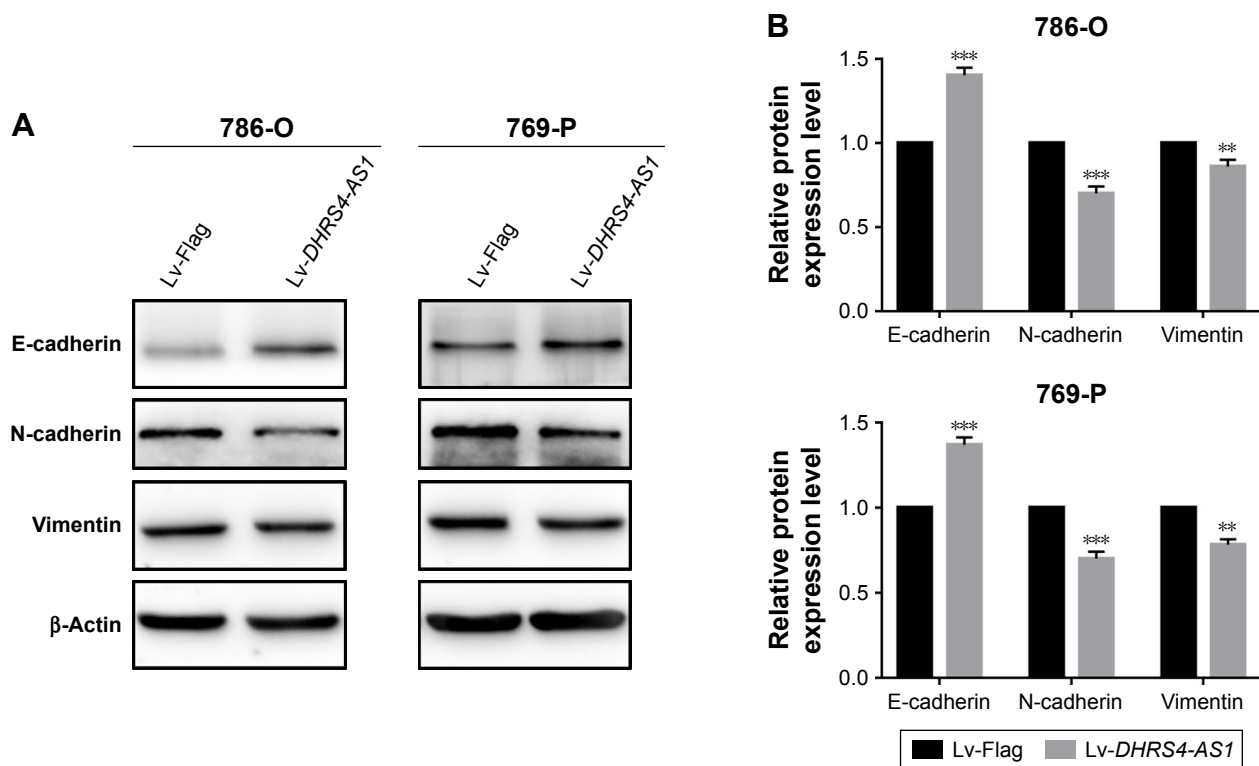 A
786-O
769-P
Lv-Flag
Lv-DHRS4-AS1
Lv-Flag
Lv-DHRS4-AS1
E-cadherin
N-cadherin
Vimentin
β-Actin
B
786-O
Relative protein
expression level
1.5
1.0
0.5
0.0
***
***
**
E-cadherin
N-cadherin
Vimentin
769-P
Relative protein
expression level
1.5
1.0
0.5
0.0
***
***
**
E-cadherin
N-cadherin
Vimentin
Lv-Flag
Lv-DHRS4-AS1